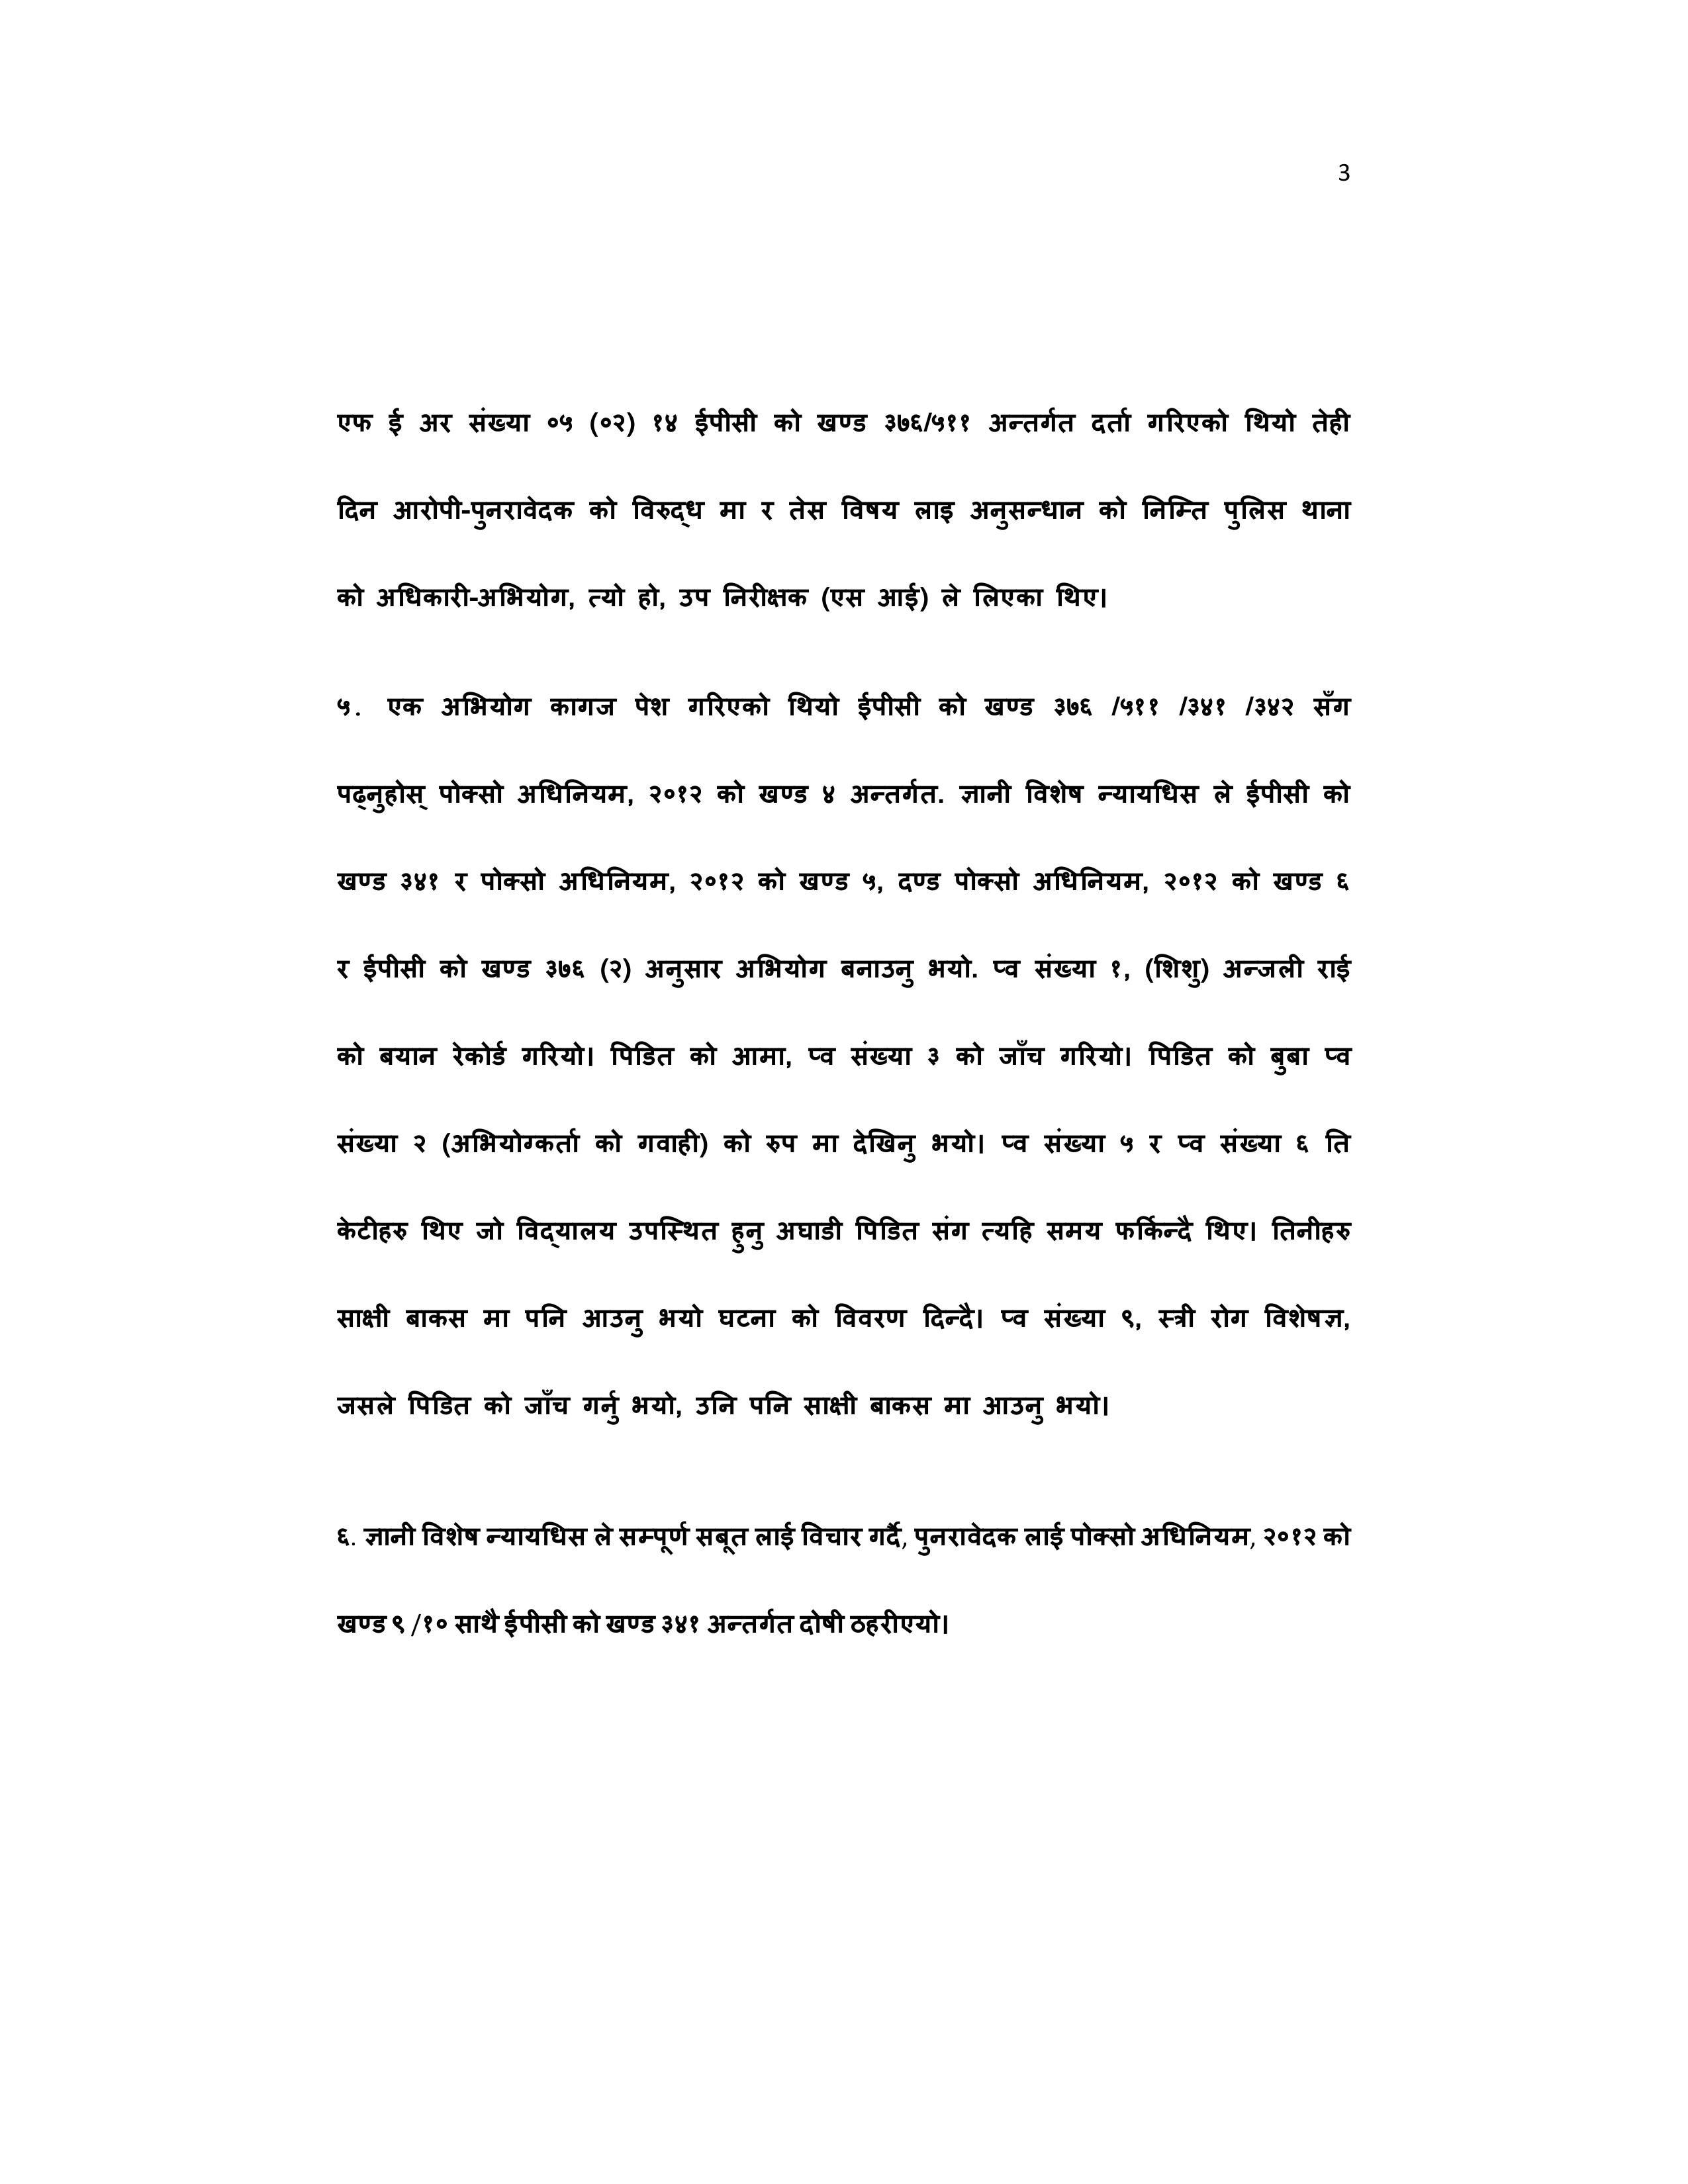 3
एफ ई अर संख्या ०५ (०२) १४ ईपीसी को खण्ड ३७६/५११ अन्तर्गत दर्ता गरिएको थियो तेही
दिन आरोपी-पुनरावेदक को विरुद्ध मा र तेस विषय लाइ अनुसन्धान को निम्ति पुलिस थाना
को अधिकारी-अभियोग, त्यो हो, उप निरीक्षक (एस आई) ले लिएका थिए।
५. एक अभियोग कागज पेश गरिएको थियो ईपीसी को खण्ड ३७६ /५११ /३४१ /३४२ सँग
पढ्नुहोस् पोक्सो अधिनियम, २०१२ को खण्ड ४ अन्तर्गत. ज्ञानी विशेष न्यायधिस ले ईपीसी को
खण्ड ३४१ र पोक्सो अधिनियम, २०१२ को खण्ड ५, दण्ड पोक्सो अधिनियम, २०१२ को खण्ड ६
र ईपीसी को खण्ड ३७६ (२) अनुसार अभियोग बनाउनु भयो. प्व संख्या १, (शिशु) अन्जली राई
को बयान रेकोर्ड गरियो। पिडित को आमा, प्व संख्या ३ को जाँच गरियो। पिडित को बुबा प्व
संख्या २ (अभियोग्कर्ता को गवाही) को रुप मा देखिनु भयो। प्व संख्या ५ र प्व संख्या ६ ति
केटीहरु थिए जो विद्यालय उपस्थित हुनु अघाडी पिडित संग त्यहि समय फर्किन्दै थिए। तिनीहरु
साक्षी बाकस मा पनि आउनु भयो घटना को विवरण दिन्दै। प्व संख्या ९, स्त्री रोग विशेषज्ञ,
जसले पिडित को जाँच गर्नु भयो, उनि पनि साक्षी बाकस मा आउनु भयो।
६. ज्ञानी विशेष न्यायधिस ले सम्पूर्ण सबूत लाई विचार गर्दै, पुनरावेदक लाई पोक्सो अधिनियम, २०१२ को
खण्ड ९ /१० साथै ईपीसी को खण्ड ३४१ अन्तर्गत दोषी ठहरीएयो।